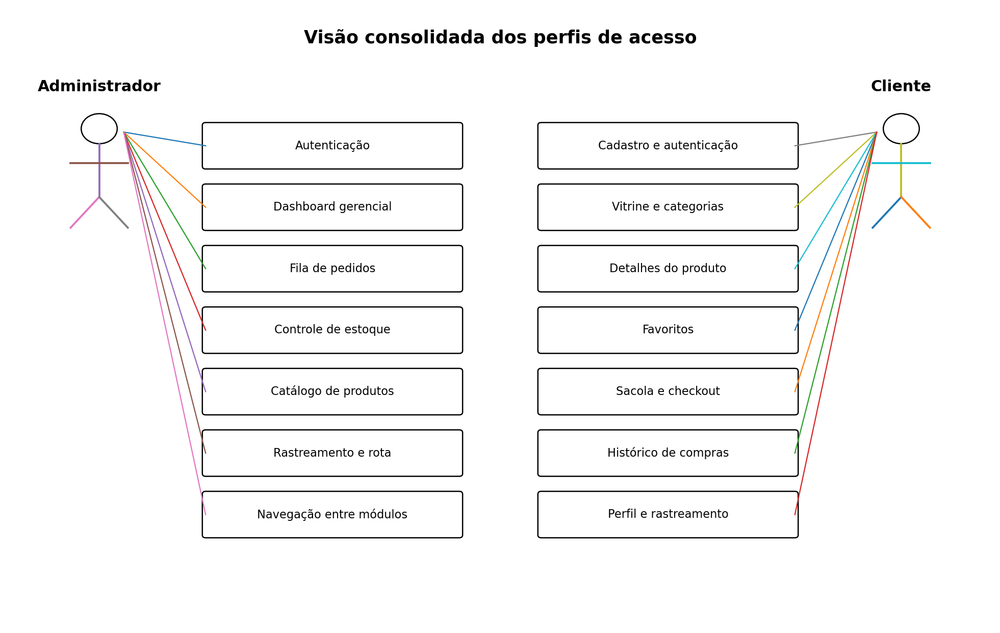 Visão consolidada dos perfis de acesso
Administrador
Cliente
Autenticação
Cadastro e autenticação
Dashboard gerencial
Vitrine e categorias
Fila de pedidos
Detalhes do produto
Controle de estoque
Favoritos
Catálogo de produtos
Sacola e checkout
Rastreamento e rota
Histórico de compras
Navegação entre módulos
Perfil e rastreamento